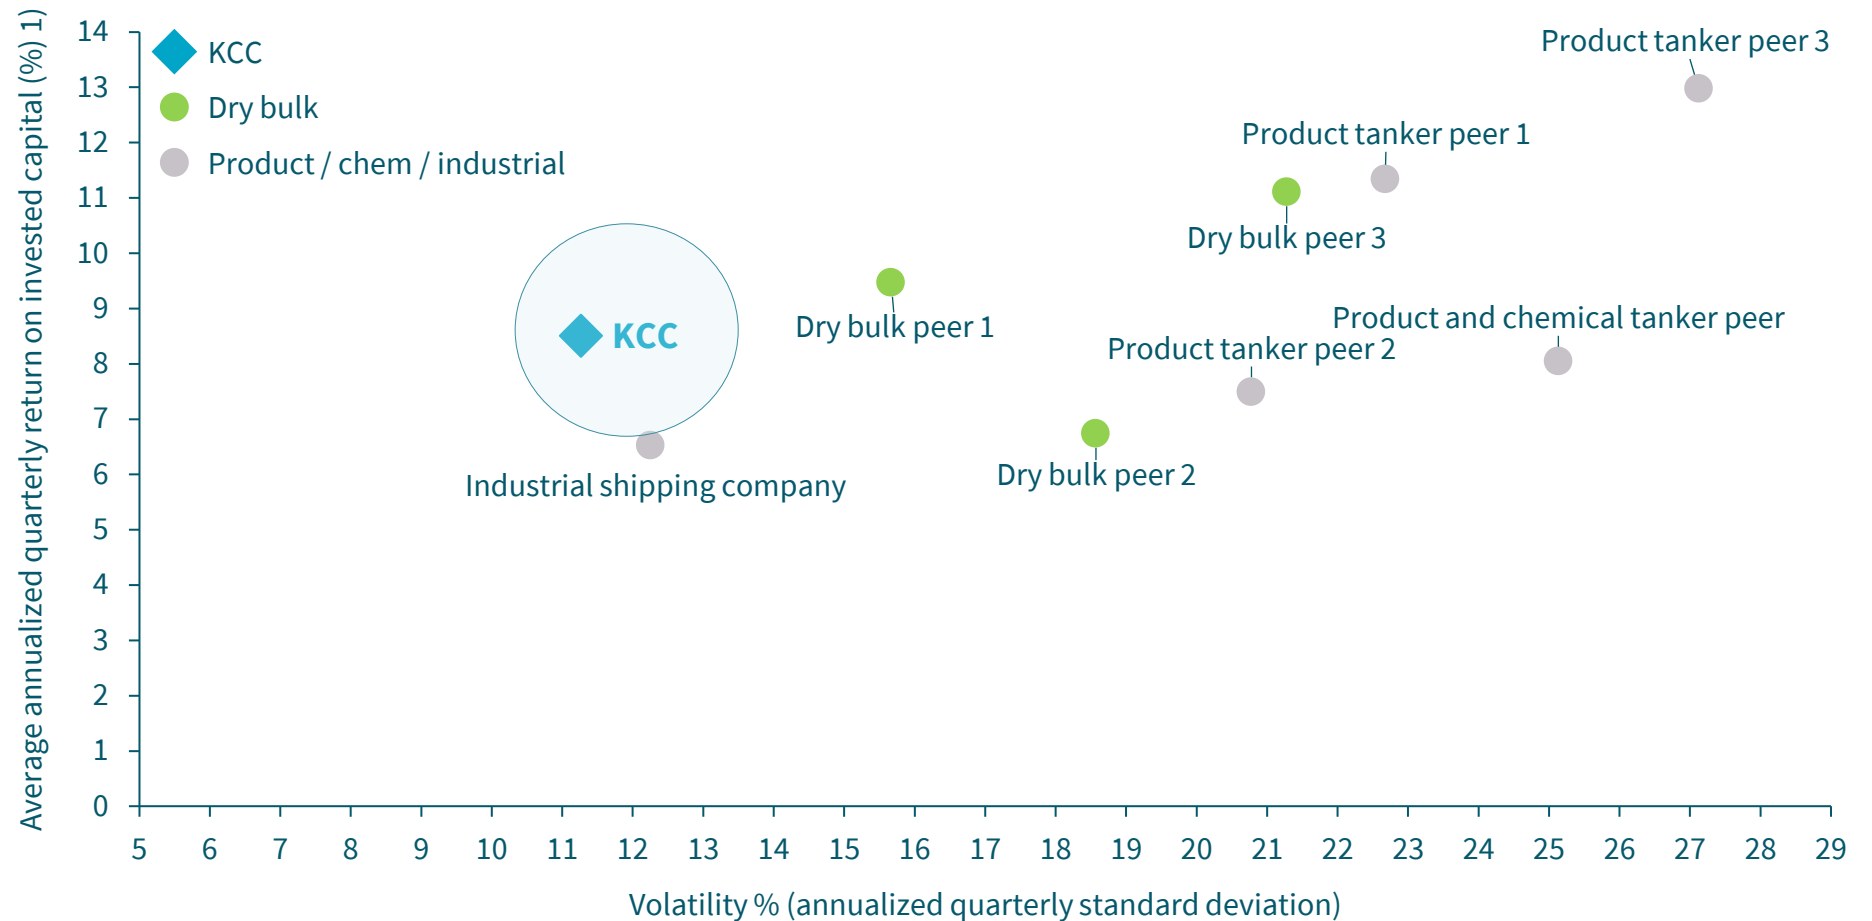 Average annualized quarterly return on invested capital (%) 1)
14
13
12
11
10
9
8
7
6
5
4
3
2
1
0
KCC
Dry bulk
Product / chem / industrial
Product tanker peer 3
Product tanker peer 1
Dry bulk peer 3
Product and chemical tanker peer
Dry bulk peer 1
KCC
Product tanker peer 2
Dry bulk peer 2
Industrial shipping company
5 6 7 8 9 10 11 12 13 14 15 16 17 18 19 20 21 22 23 24 25 26 27 28 29
Volatility % (annualized quarterly standard deviation)